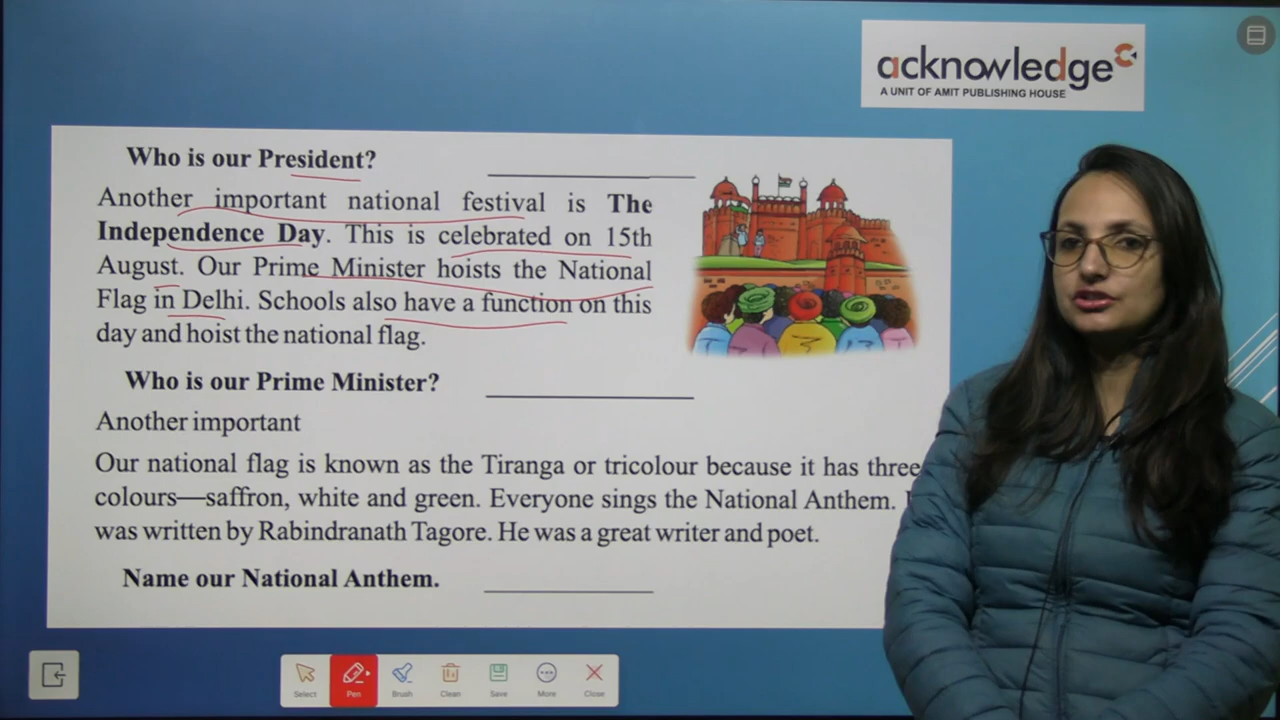 acknowledge
A UNIT OF AMIT PUBLISHING HOUSE
Who is our President?
Another important national festival is The
Independence Day. This is celebrated on 15th
August. Our Prime Minister hoists the National
Flag in Delhi. Schools also have a function on this
day and hoist the national flag.
Who is our Prime Minister?
Another important
Our national flag is known as the Tiranga or tricolour because it has three
colours—saffron, white and green. Everyone sings the National Anthem.
was written by Rabindranath Tagore. He was a great writer and poet.
Name our National Anthem.
Select Pen Brush Clean Save More Close